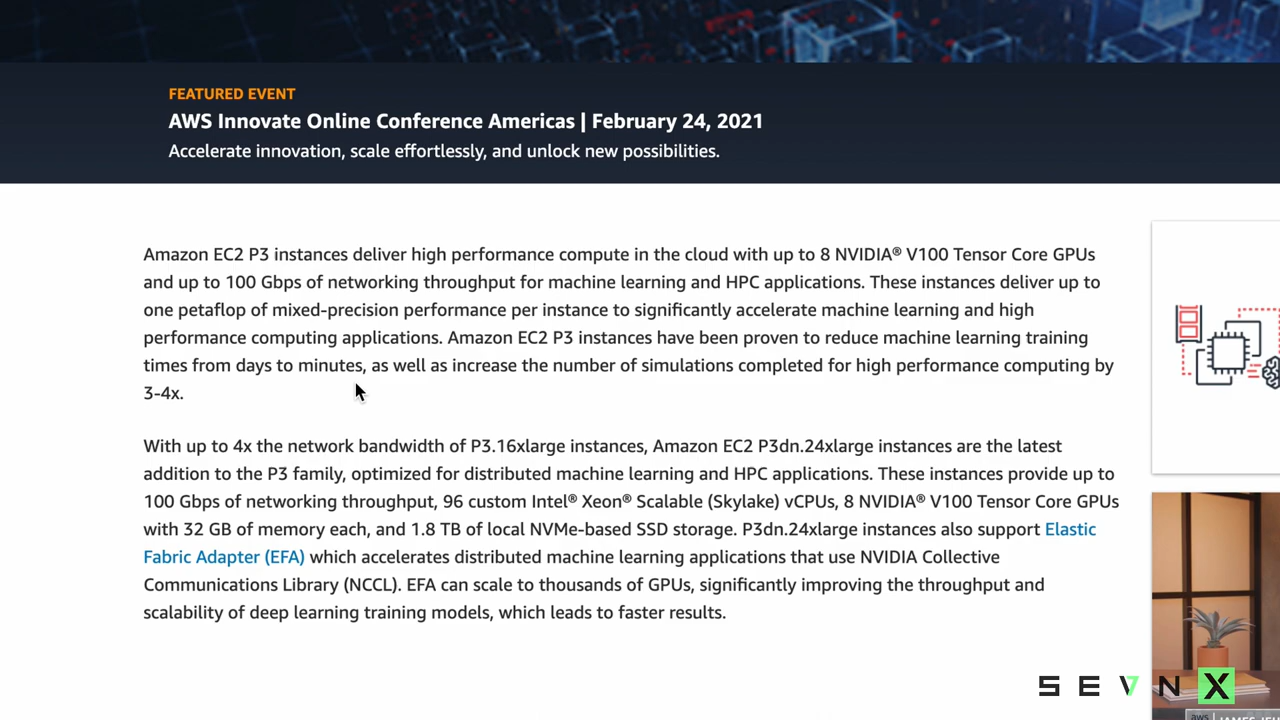 FEATURED EVENT
AWS Innovate Online Conference Americas | February 24, 2021
Accelerate innovation, scale effortlessly, and unlock new possibilities.
Amazon EC2 P3 instances deliver high performance compute in the cloud with up to 8 NVIDIA® V100 Tensor Core GPUs
and up to 100 Gbps of networking throughput for machine learning and HPC applications. These instances deliver up to
one petaflop of mixed-precision performance per instance to significantly accelerate machine learning and high
performance computing applications. Amazon EC2 P3 instances have been proven to reduce machine learning training
times from days to minutes, as well as increase the number of simulations completed for high performance computing by
3-4x.
With up to 4x the network bandwidth of P3.16xlarge instances, Amazon EC2 P3dn.24xlarge instances are the latest
addition to the P3 family, optimized for distributed machine learning and HPC applications. These instances provide up to
100 Gbps of networking throughput, 96 custom Intel® Xeon® Scalable (Skylake) vCPUs, 8 NVIDIA® V100 Tensor Core GPUs
with 32 GB of memory each, and 1.8 TB of local NVMe-based SSD storage. P3dn.24xlarge instances also support Elastic
Fabric Adapter (EFA) which accelerates distributed machine learning applications that use NVIDIA Collective
Communications Library (NCCL). EFA can scale to thousands of GPUs, significantly improving the throughput and
scalability of deep learning training models, which leads to faster results.
SEVNX
aws